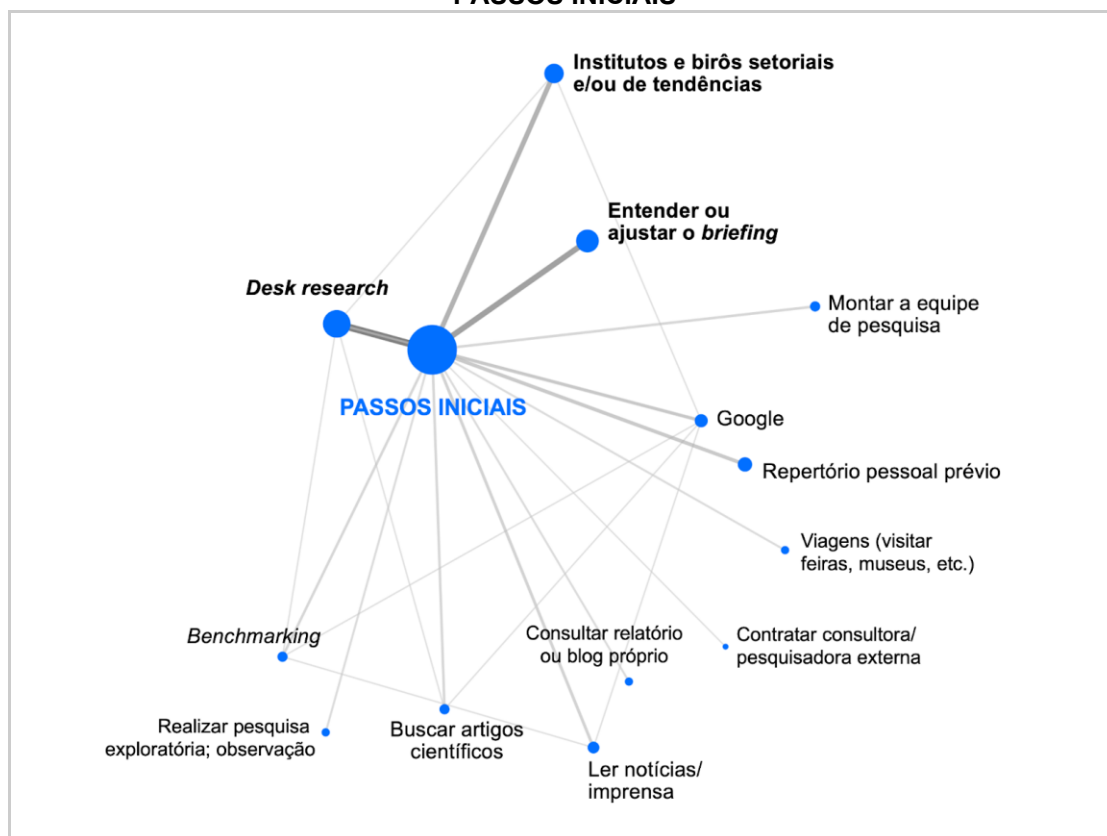 PASSOS INICIAIS
Institutos e birôs setoriais
e/ou de tendências
Entender ou
ajustar o briefing
Desk research
Montar a equipe
de pesquisa
PASSOS INICIAIS
Google
Repertório pessoal prévio
Viagens (visitar
feiras, museus, etc.)
Benchmarking
Consultar relatório
ou blog próprio
Contratar consultora/
pesquisadora externa
Realizar pesquisa
exploratória; observação
Buscar artigos
científicos
Ler notícias/
imprensa